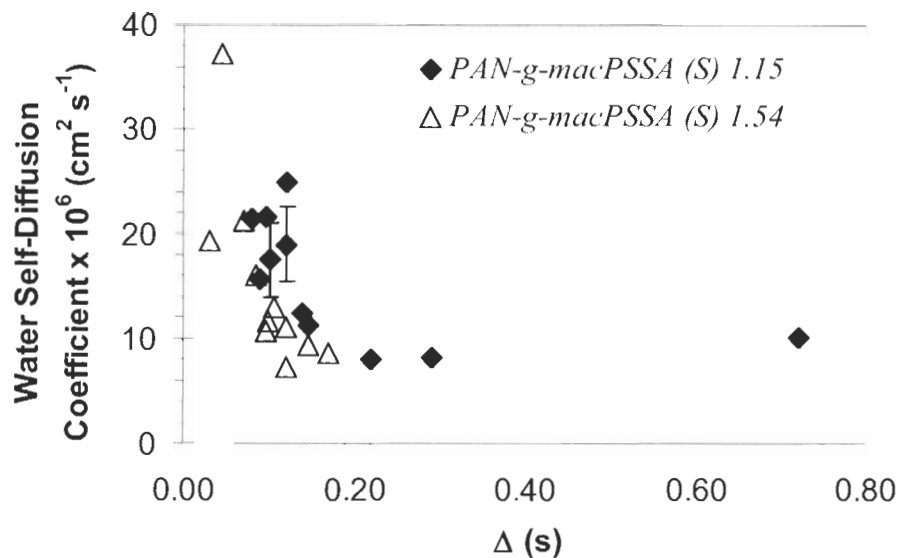 Water Self-Diffusion
Coefficient x 10⁶ (cm² s⁻¹)
40
30
20
10
0
PAN-g-macPSSA (S) 1.15
PAN-g-macPSSA (S) 1.54
0.00 0.20 0.40 0.60 0.80
Δ (s)